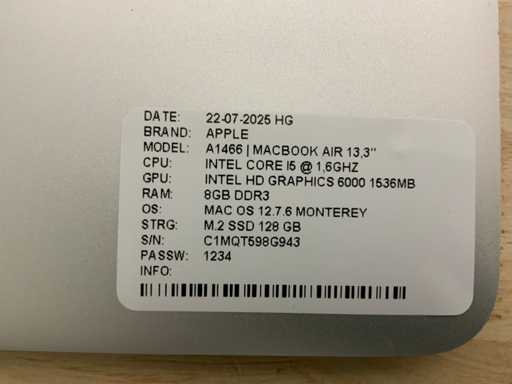 DATE: 22-07-2025 HG
BRAND: APPLE
MODEL: A1466 | MACBOOK AIR 13,3"
CPU: INTEL CORE I5 @ 1,6GHZ
GPU: INTEL HD GRAPHICS 6000 1536MB
RAM: 8GB DDR3
OS: MAC OS 12.7.6 MONTEREY
STRG: M.2 SSD 128 GB
S/N: C1MQT598G943
PASSW: 1234
INFO: